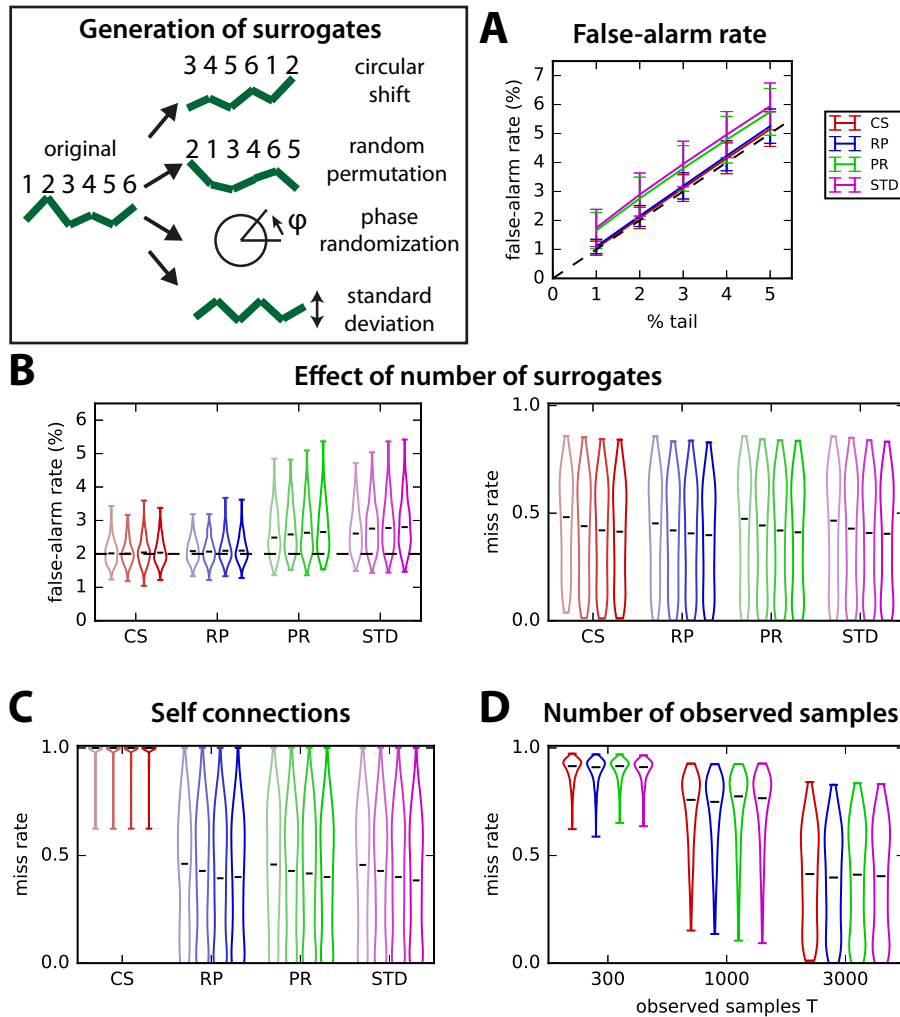 Generation of surrogates
3 4 5 6 1 2
circular
shift
original
1 2 3 4 5 6
2 1 3 4 6 5
random
permutation
φ
phase
randomization
standard
deviation
A
False-alarm rate
false-alarm rate (%)
7
6
5
4
3
2
1
0
0 1 2 3 4 5
% tail
CS
RP
PR
STD
B
Effect of number of surrogates
false-alarm rate (%)
6
5
4
3
2
1
0
CS RP PR STD
miss rate
1.0
0.5
0.0
CS RP PR STD
C
Self connections
miss rate
1.0
0.5
0.0
CS RP PR STD
D
Number of observed samples
miss rate
1.0
0.5
0.0
300 1000 3000
observed samples T